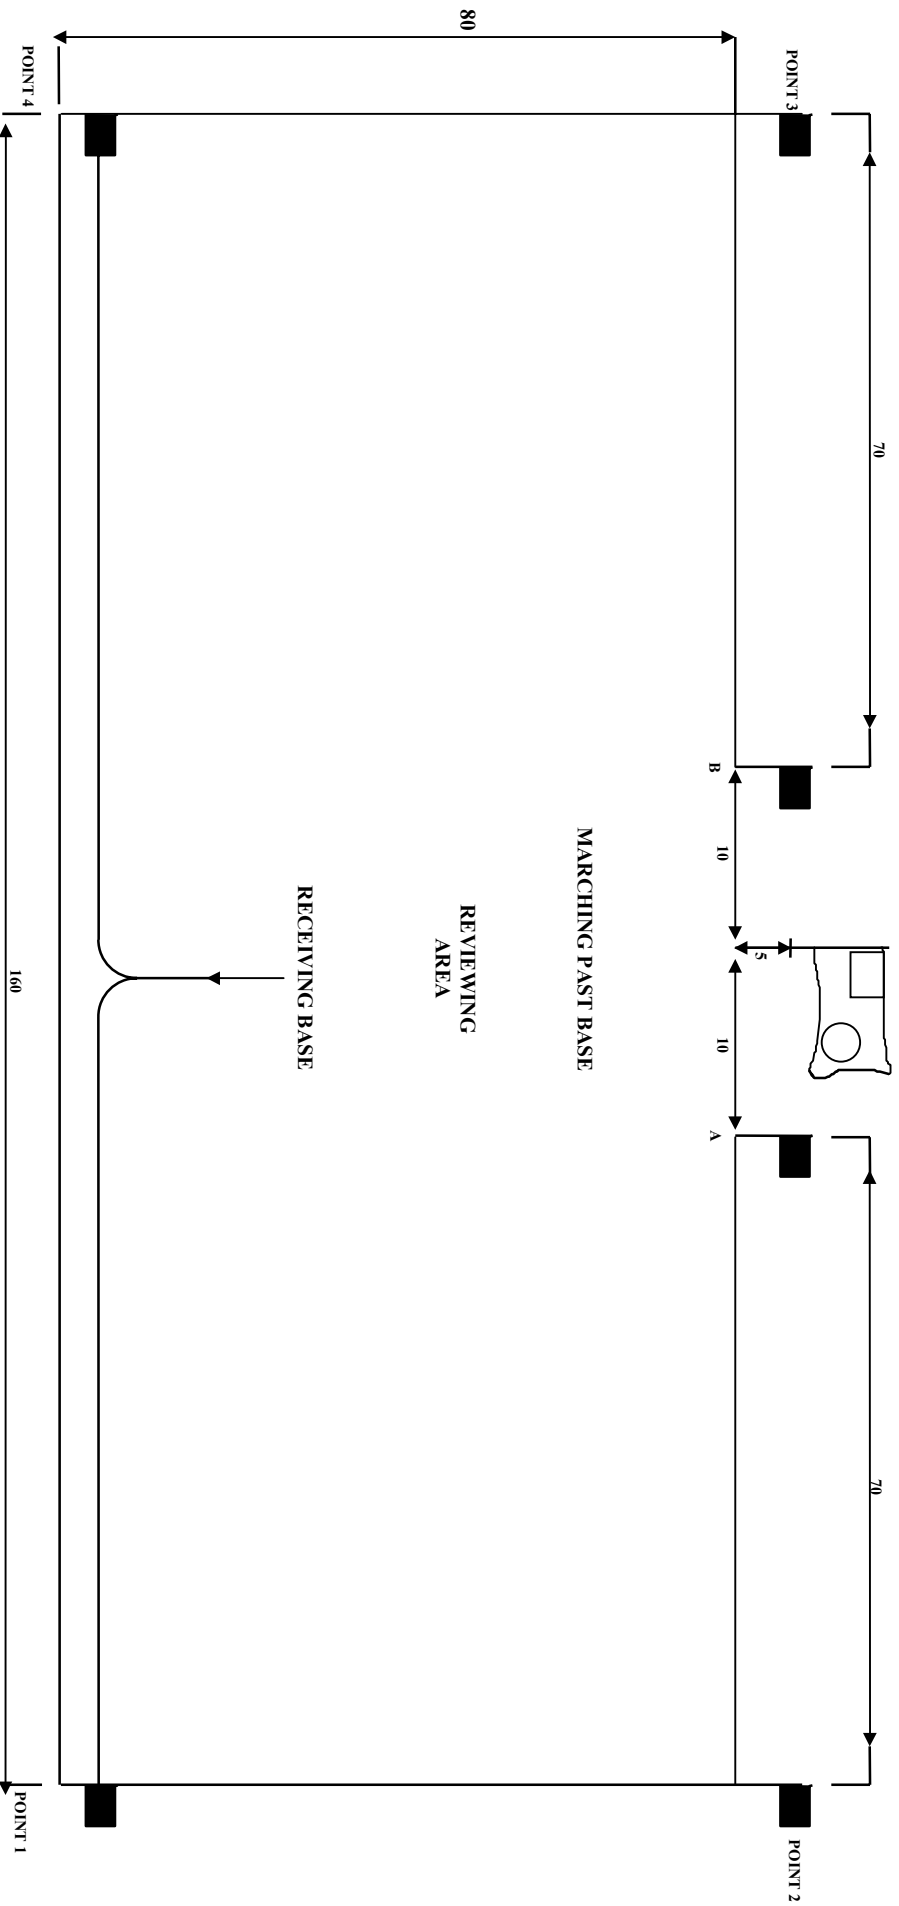 70
70
POINT 3
POINT 2
5
B
10
10
A
MARCHING PAST BASE
80
REVIEWING
AREA
RECEIVING BASE
POINT 4
160
POINT 1